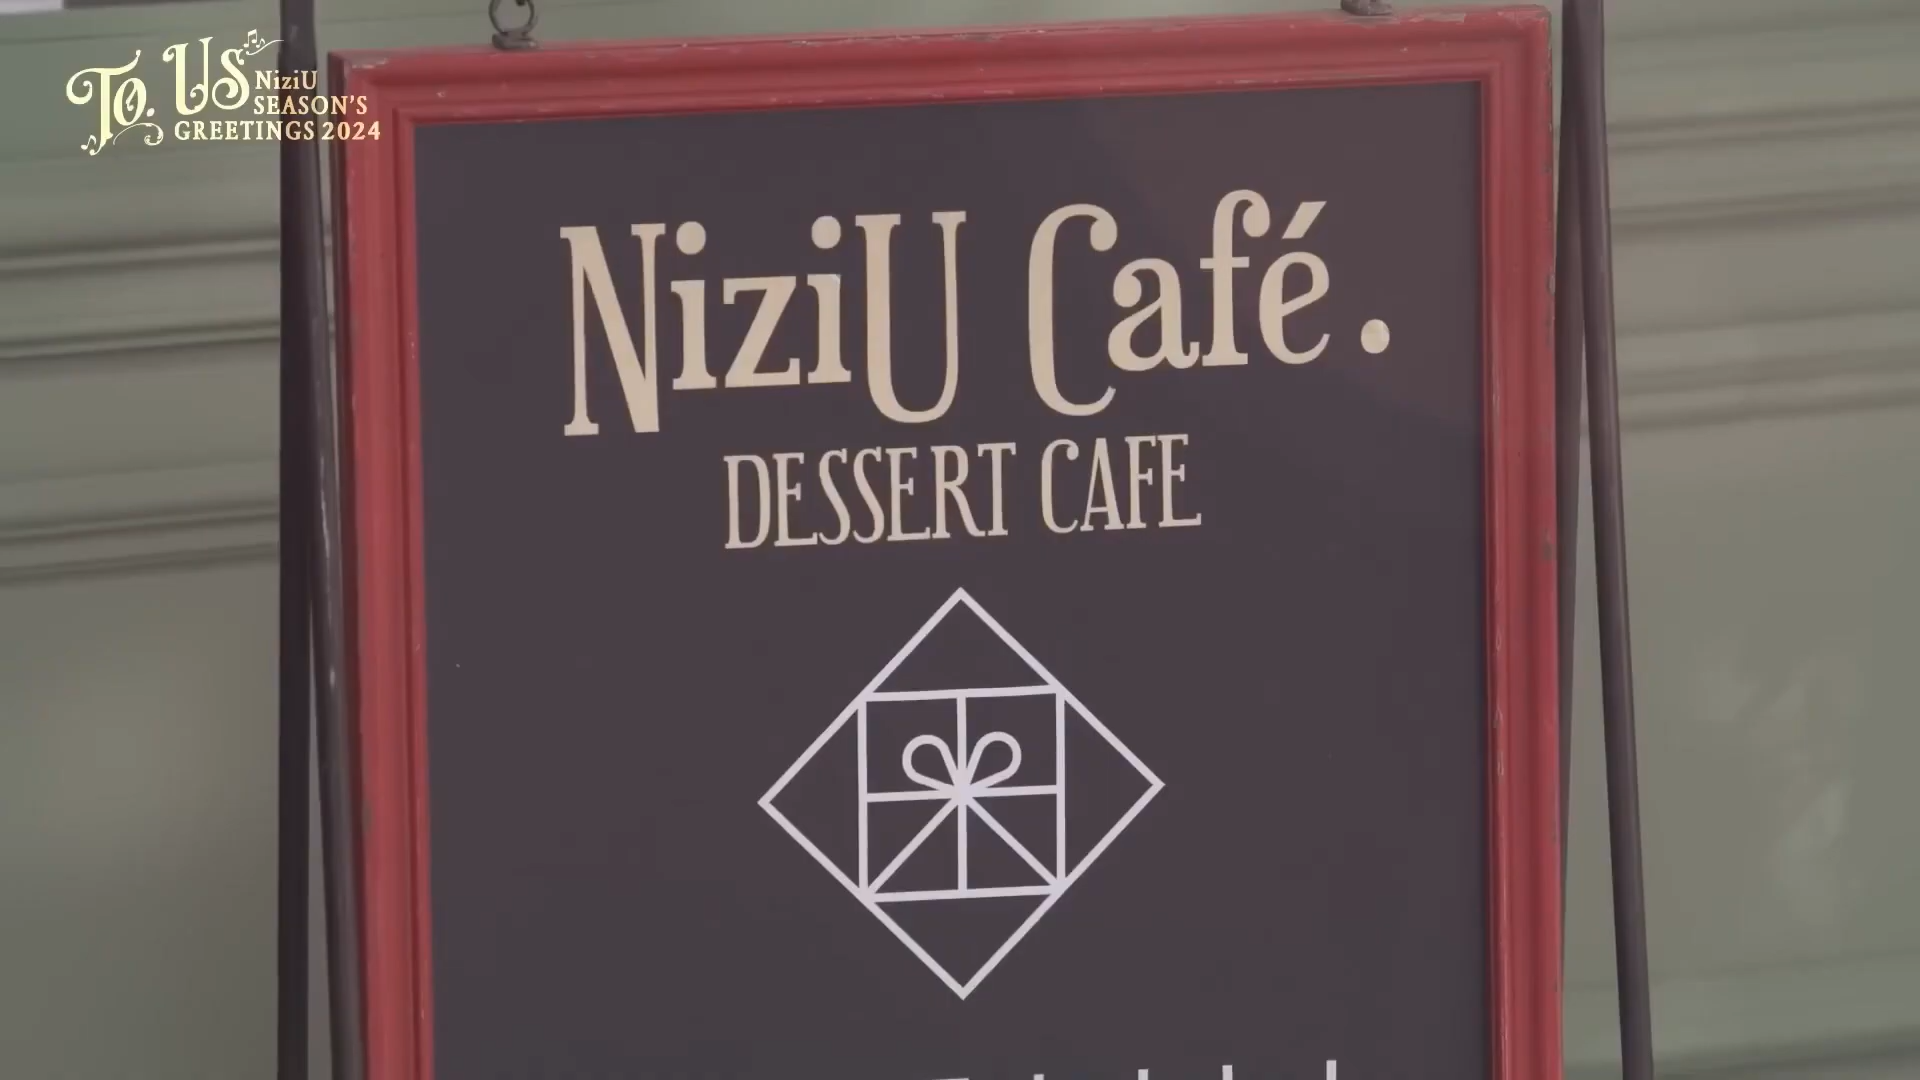 To. US
NiziU
SEASON'S
GREETINGS 2024
NiziU Café.
DESSERT CAFE